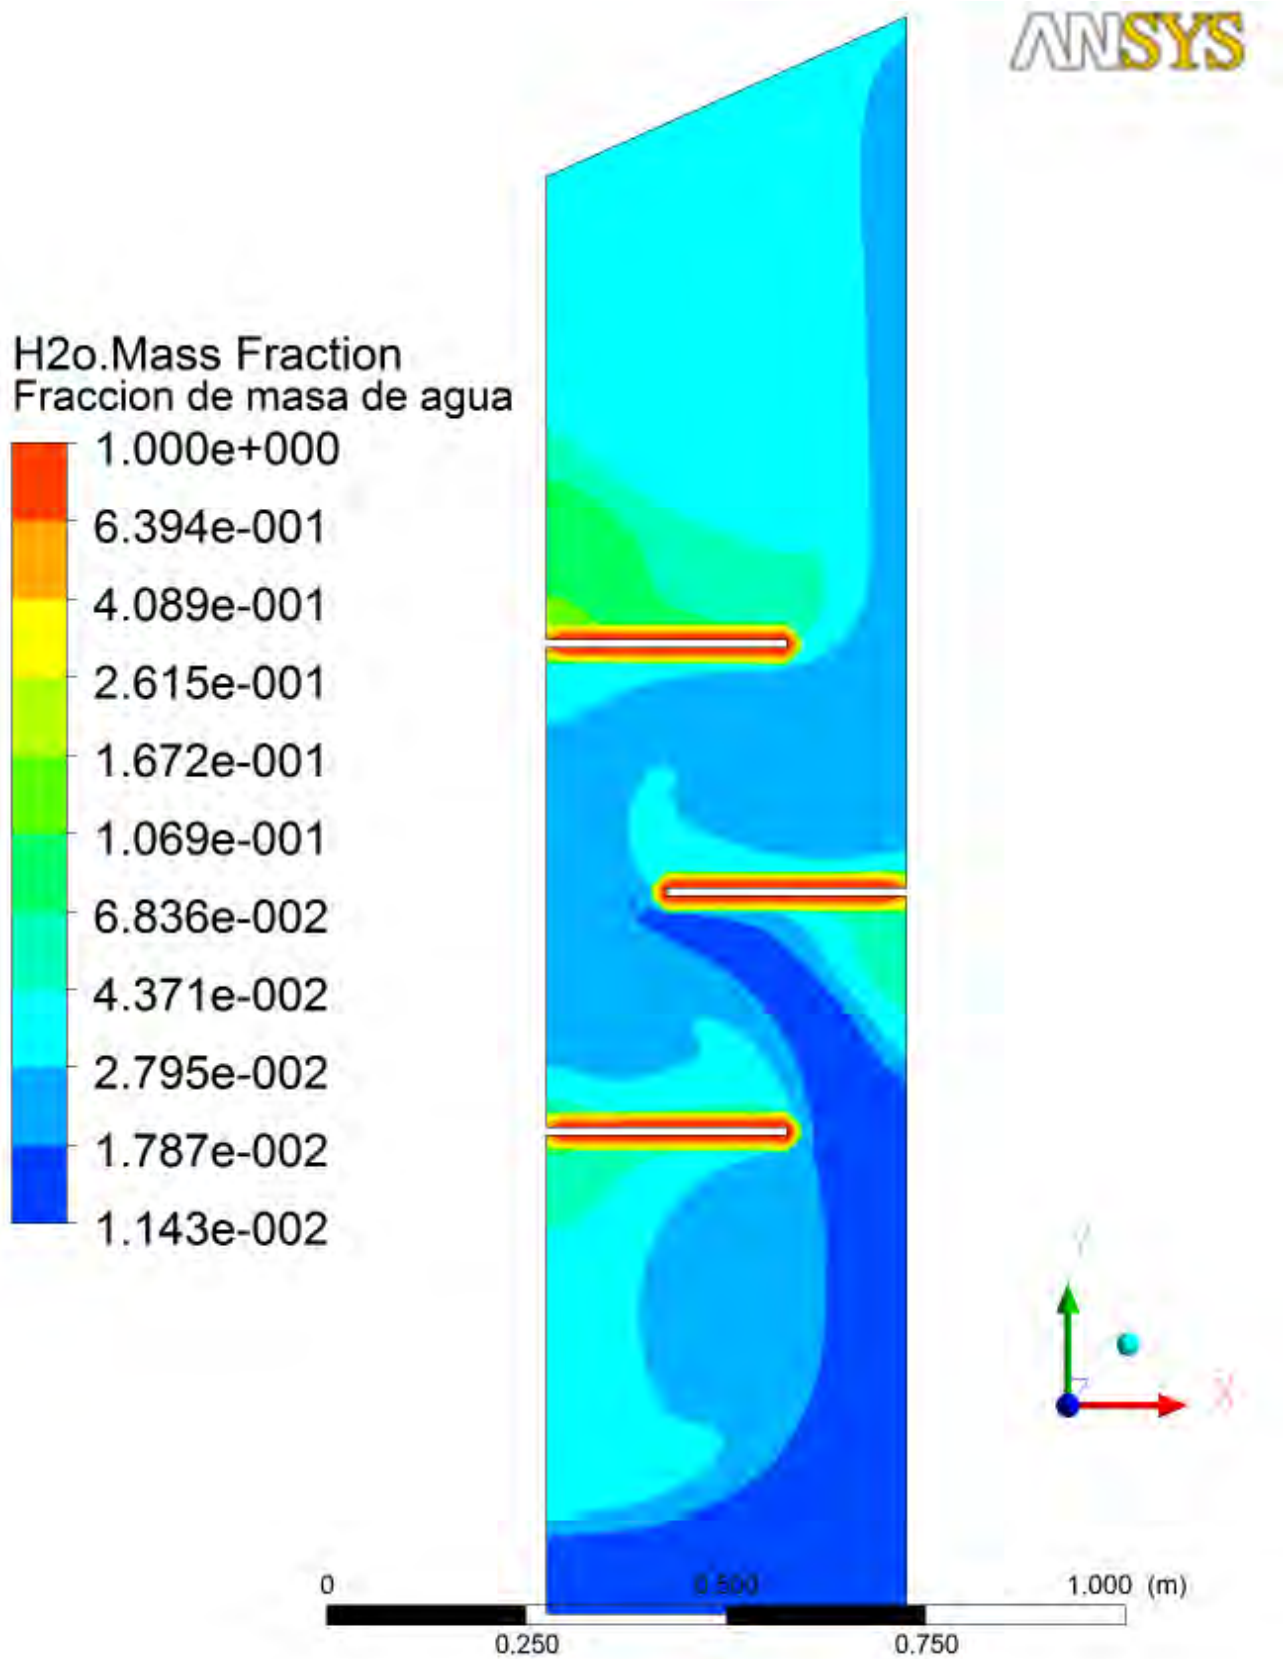 ANSYS
H2o.Mass Fraction
Fraccion de masa de agua
1.000e+000
6.394e-001
4.089e-001
2.615e-001
1.672e-001
1.069e-001
6.836e-002
4.371e-002
2.795e-002
1.787e-002
1.143e-002
Y
X
0
0.500
1.000 (m)
0.250
0.750